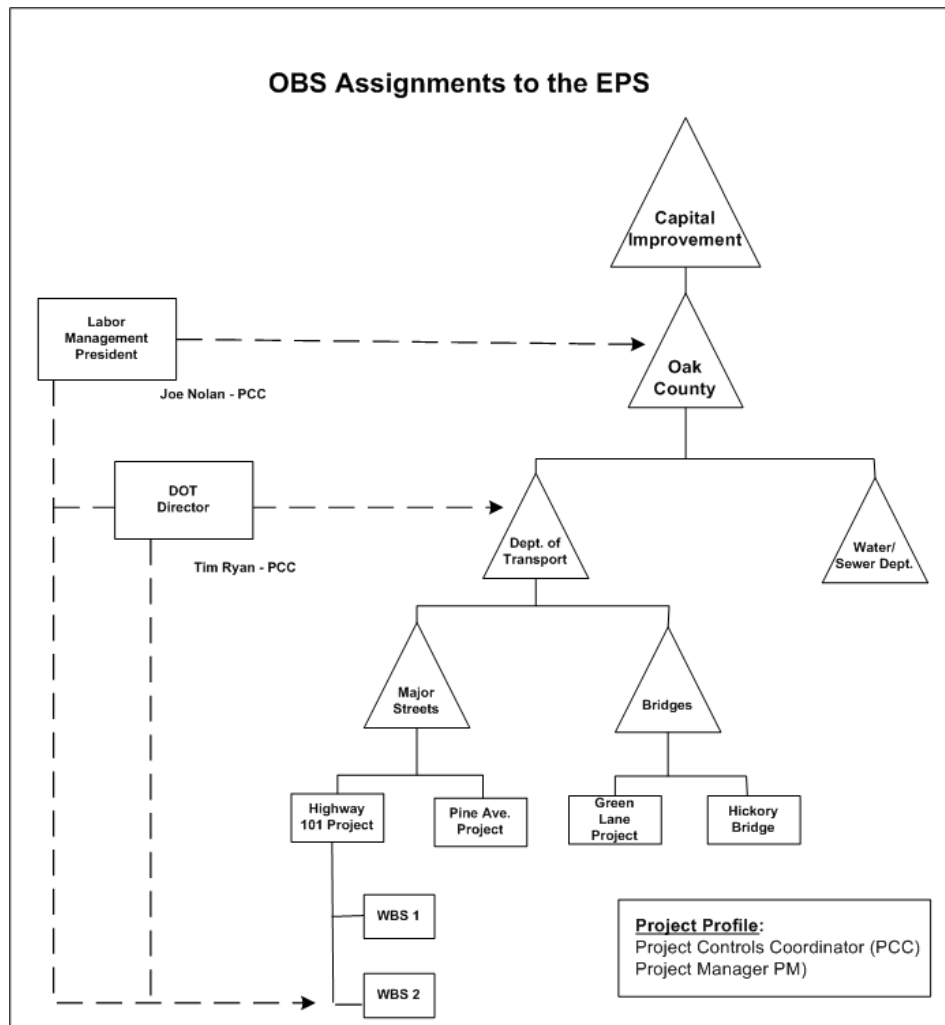 OBS Assignments to the EPS
Capital
Improvement
Labor
Management
President
Joe Nolan - PCC
Oak
County
DOT
Director
Tim Ryan - PCC
Dept. of
Transport
Water/
Sewer Dept.
Major
Streets
Bridges
Highway
101 Project
Pine Ave.
Project
Green
Lane
Project
Hickory
Bridge
WBS 1
WBS 2
Project Profile:
Project Controls Coordinator (PCC)
Project Manager PM)